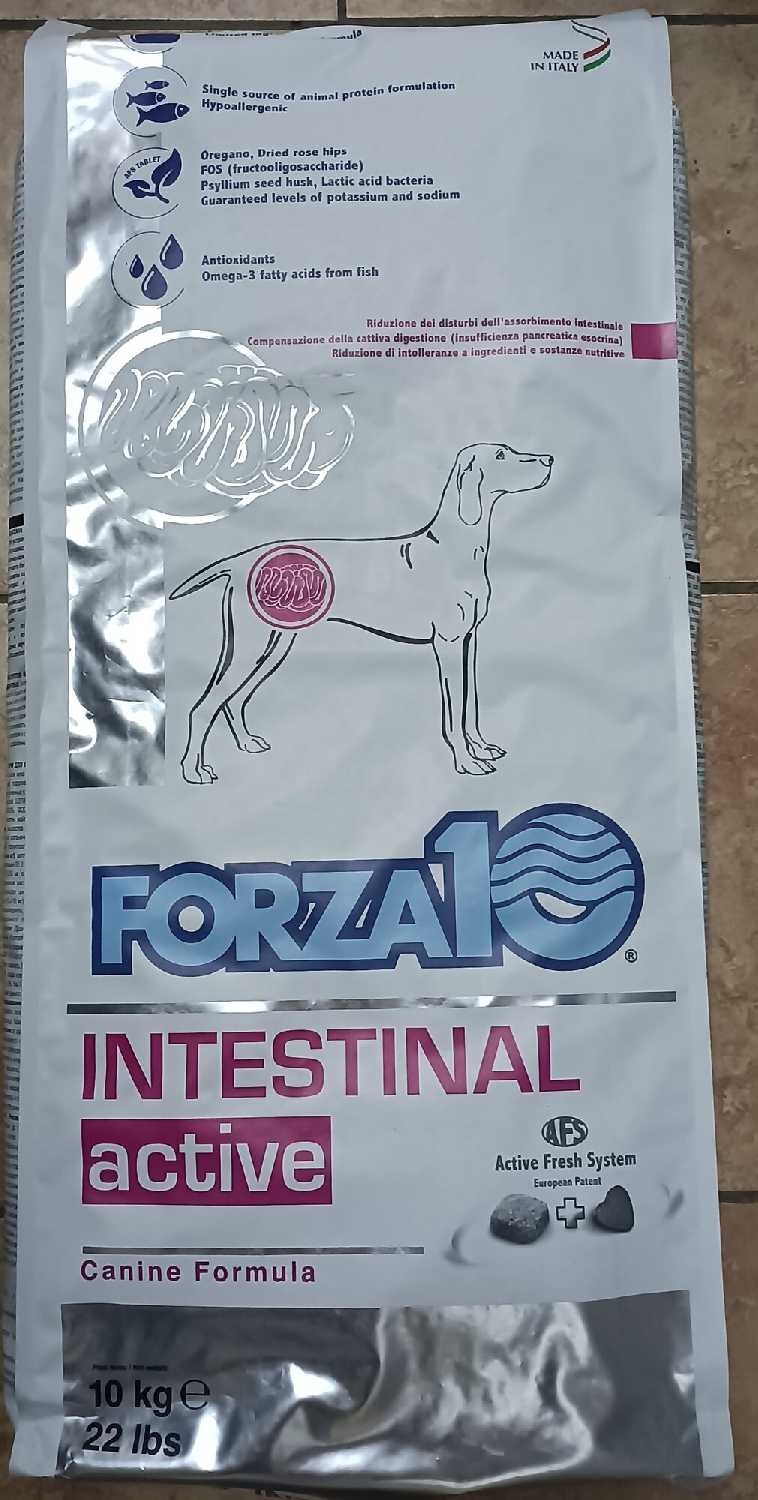 MADE
IN ITALY
Single source of animal protein formulation
Hypoallergenic
AFS TABLET
Oregano, Dried rose hips
FOS (fructooligosaccharide)
Psyllium seed husk, Lactic acid bacteria
Guaranteed levels of potassium and sodium
Antioxidants
Omega-3 fatty acids from fish
Riduzione dei disturbi dell'assorbimento intestinale
Compensazione della cattiva digestione (insufficienza pancreatica esocrina)
Riduzione di intolleranze a ingredienti e sostanze nutritive
FORZA10®
INTESTINAL
active
AFS
Active Fresh System
European Patent
Canine Formula
10 kg ℮
22 lbs